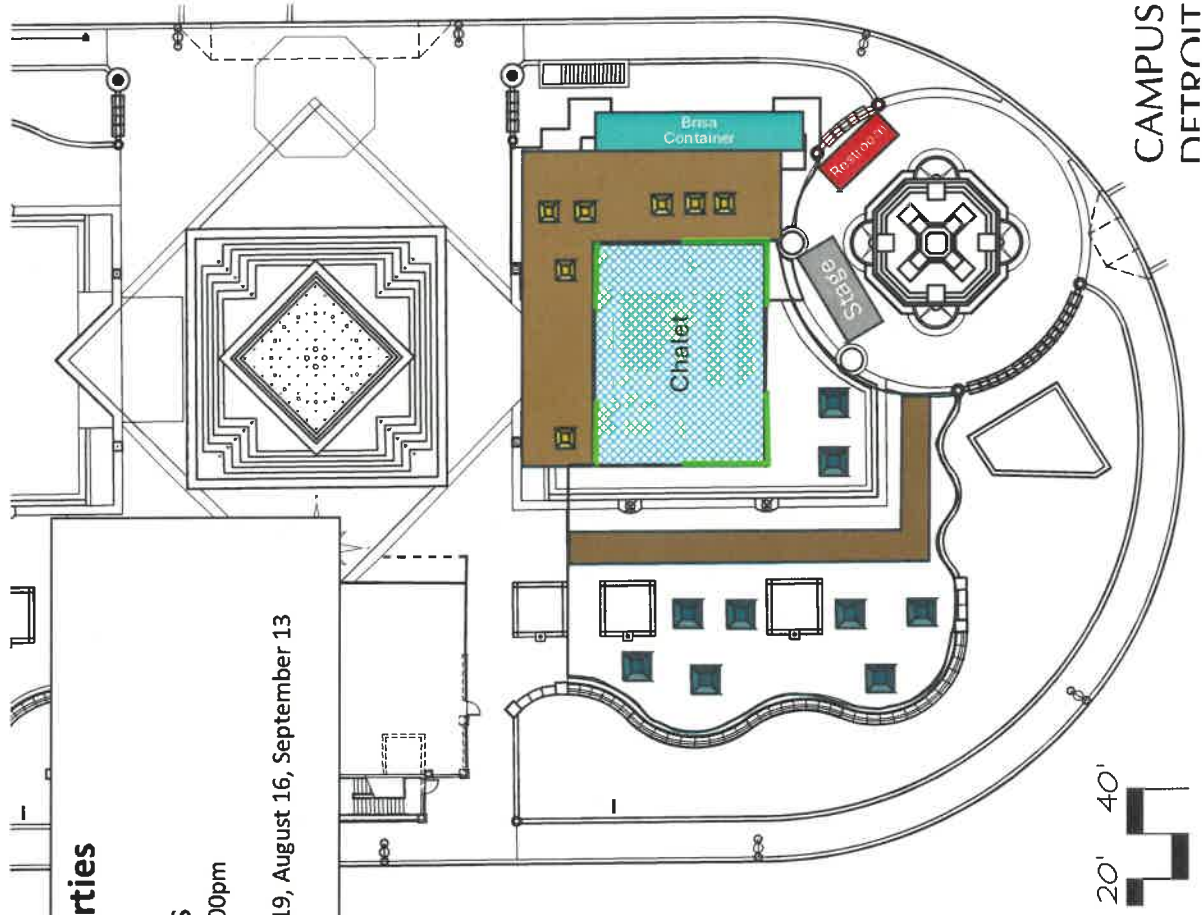 rties
s
00pm
19, August 16, September 13
Brisa
Container
Restroom
Stage
Chalet
CAMPUS
DETROIT
20' 40'